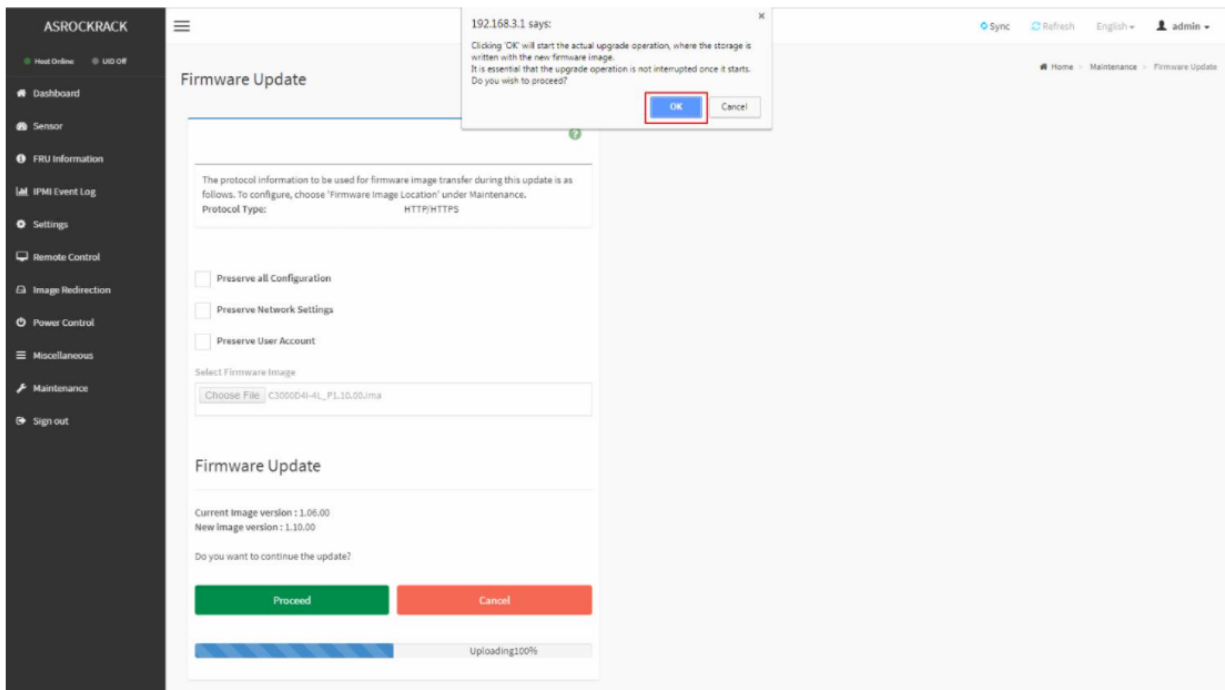 ASROCKRACK
Host Online UID Off
Dashboard
Sensor
FRU Information
IPMI Event Log
Settings
Remote Control
Image Redirection
Power Control
Miscellaneous
Maintenance
Sign out
Sync Refresh English admin
Home > Maintenance > Firmware Update
192.168.3.1 says:
Clicking 'OK' will start the actual upgrade operation, where the storage is
written with the new firmware image.
It is essential that the upgrade operation is not interrupted once it starts.
Do you wish to proceed?
OK Cancel
Firmware Update
The protocol information to be used for firmware image transfer during this update is as
follows. To configure, choose 'Firmware Image Location' under Maintenance.
Protocol Type: HTTP/HTTPS
Preserve all Configuration
Preserve Network Settings
Preserve User Account
Select Firmware Image
Choose File C3000D4I-4L_P1.10.00.ima
Firmware Update
Current Image version : 1.06.00
New image version : 1.10.00
Do you want to continue the update?
Proceed Cancel
Uploading100%